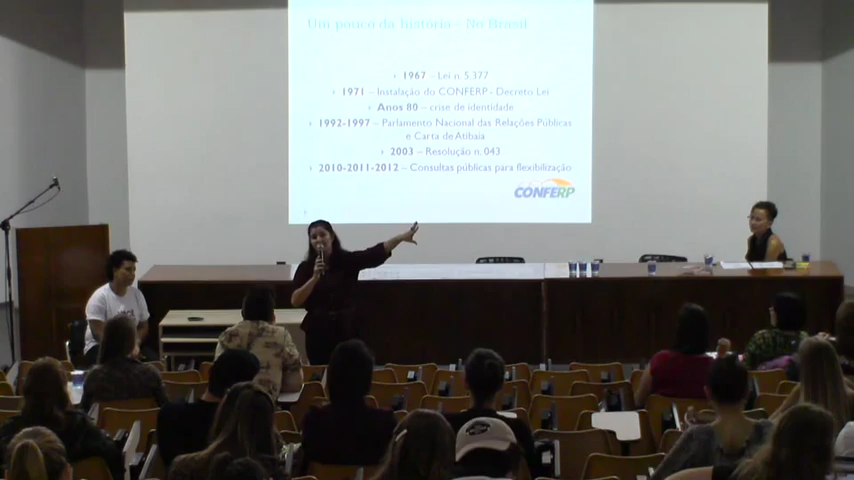 Um pouco da história – No Brasil
› 1967 – Lei n. 5.377
› 1971 – Instalação do CONFERP - Decreto Lei
› Anos 80 – crise de identidade
› 1992-1997 – Parlamento Nacional das Relações Públicas
e Carta de Atibaia
› 2003 – Resolução n. 043
› 2010-2011-2012 – Consultas públicas para flexibilização
CONFERP